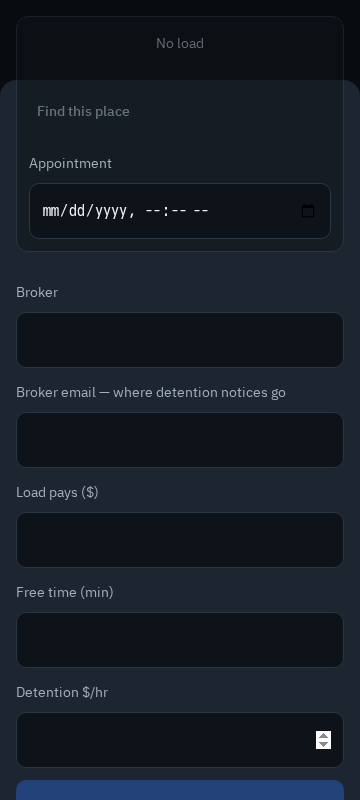 No load
Find this place
Appointment
mm/dd/yyyy, --:-- --
Broker
Broker email — where detention notices go
Load pays ($)
Free time (min)
Detention $/hr